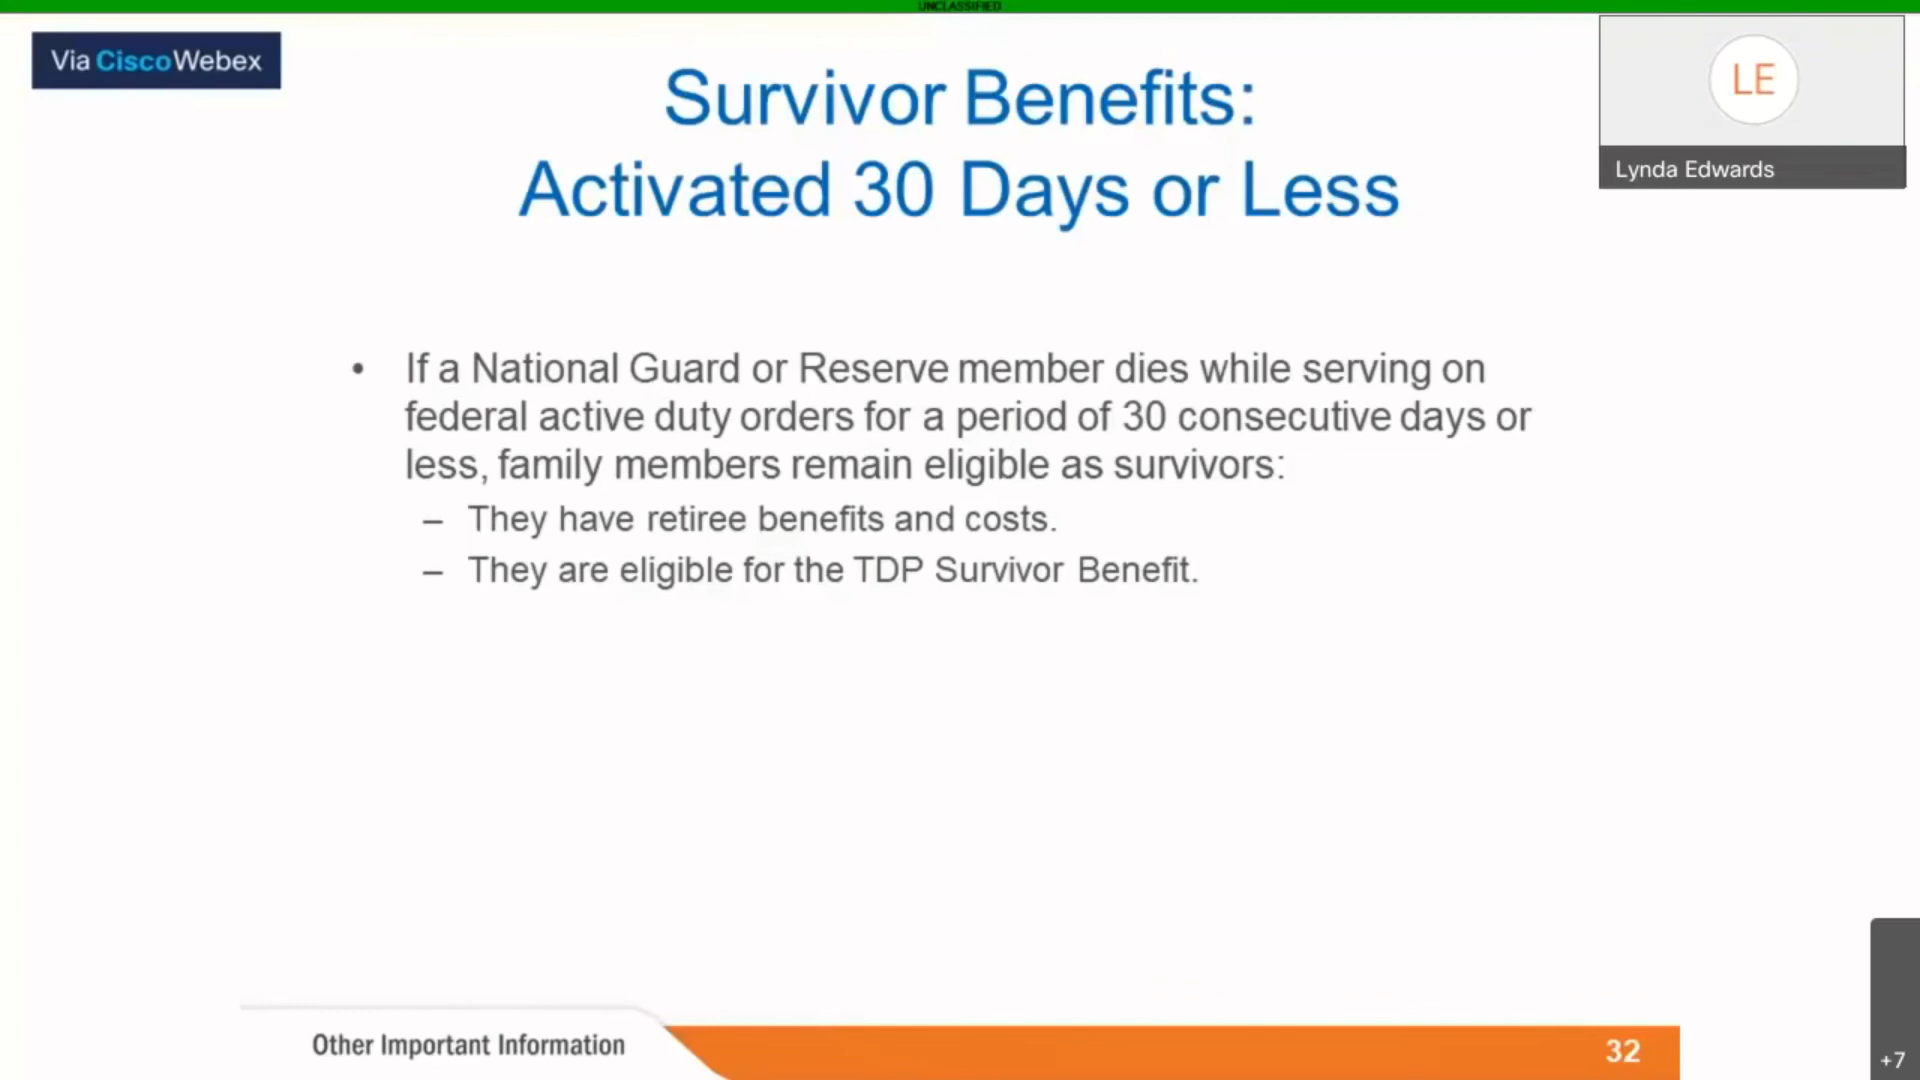 UNCLASSIFIED
Via CiscoWebex
LE
Lynda Edwards
Survivor Benefits:
Activated 30 Days or Less
• If a National Guard or Reserve member dies while serving on
federal active duty orders for a period of 30 consecutive days or
less, family members remain eligible as survivors:
– They have retiree benefits and costs.
– They are eligible for the TDP Survivor Benefit.
Other Important Information
32
+7